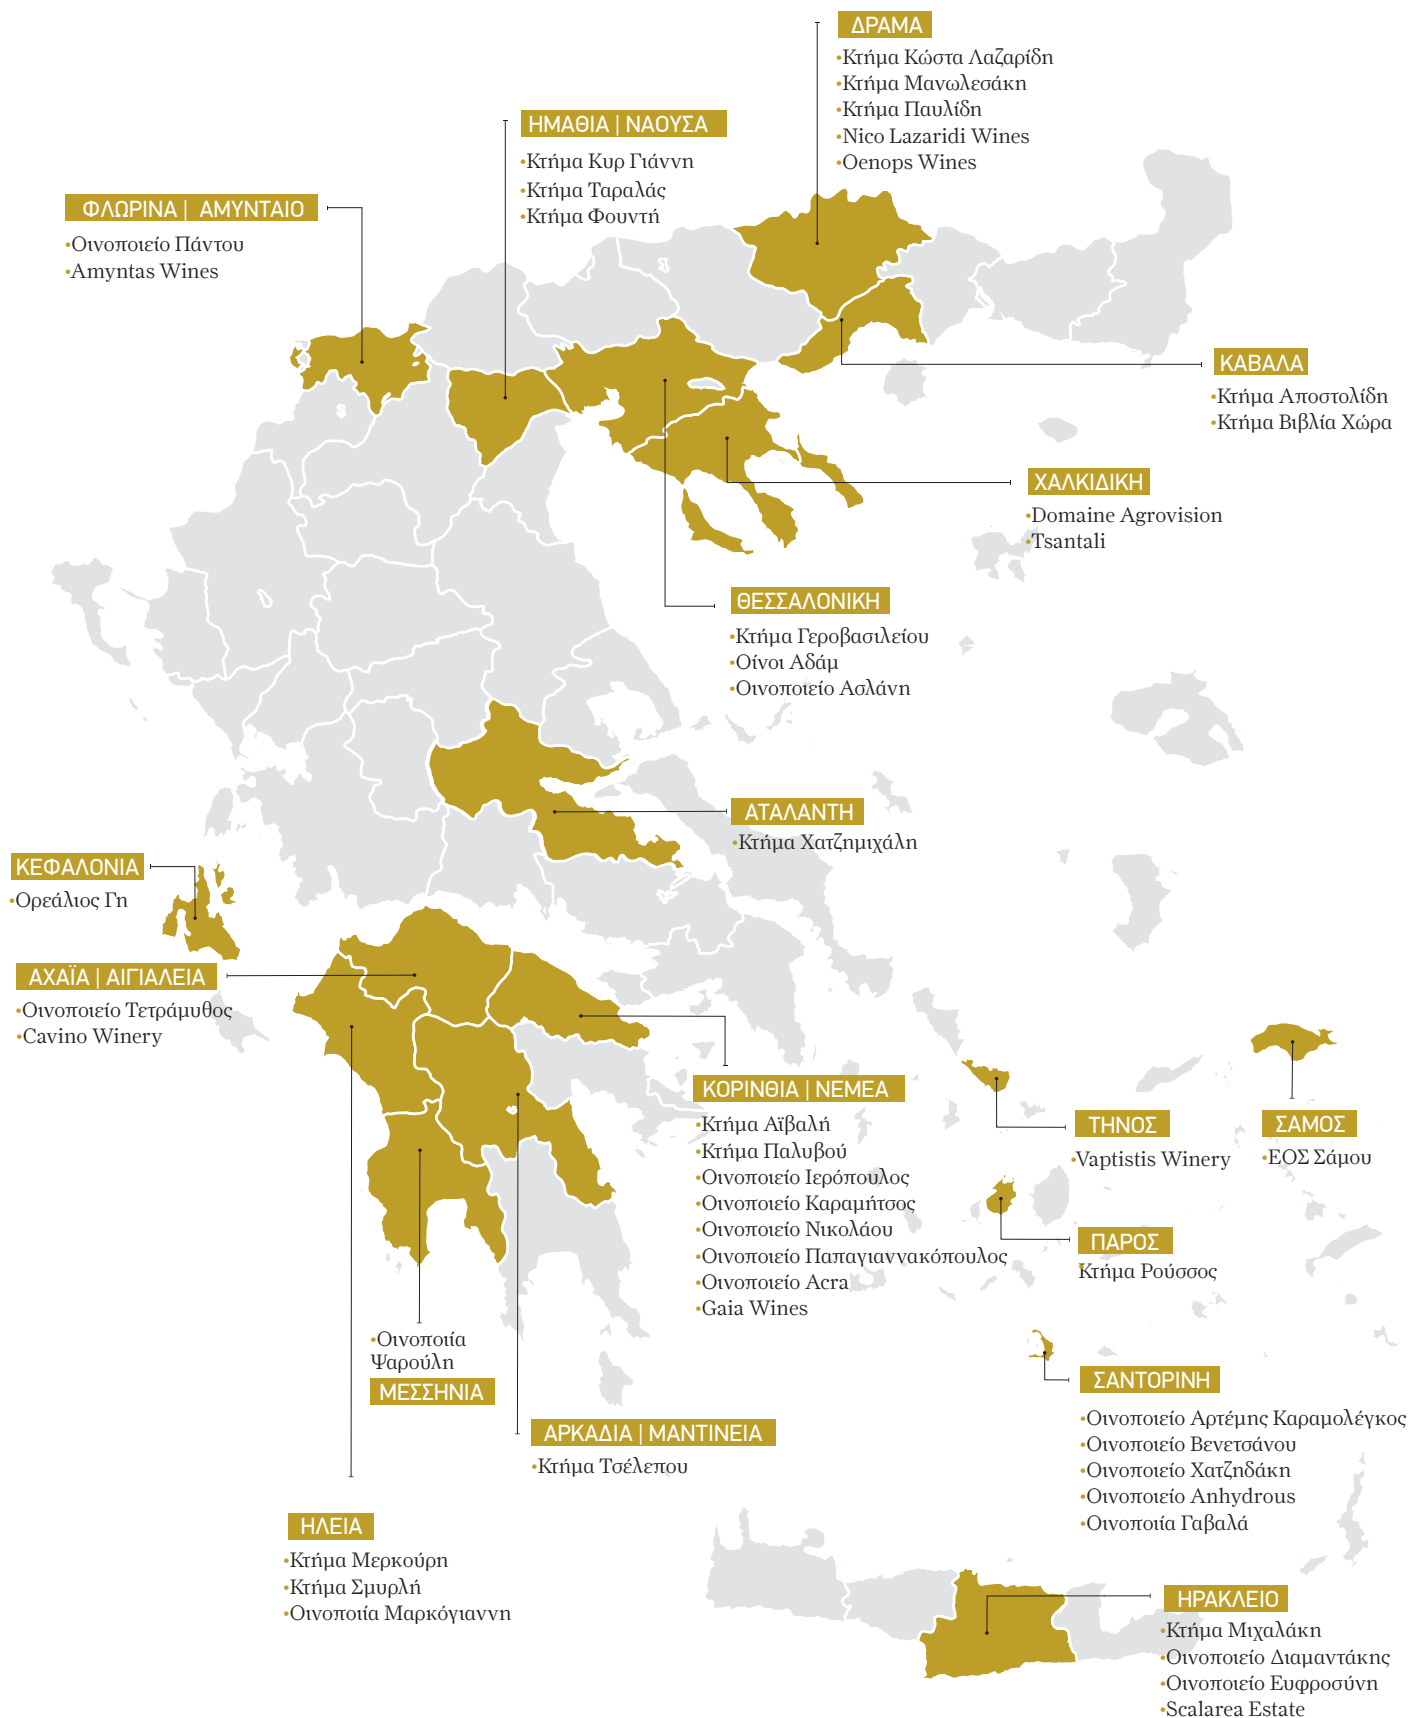 ΔΡΑΜΑ
•Κτήμα Κώστα Λαζαρίδη
•Κτήμα Μανωλεσάκη
•Κτήμα Παυλίδη
•Nico Lazaridi Wines
•Oenops Wines
ΗΜΑΘΙΑ | ΝΑΟΥΣΑ
•Κτήμα Κυρ Γιάννη
•Κτήμα Ταραλάς
•Κτήμα Φουντή
ΦΛΩΡΙΝΑ | ΑΜΥΝΤΑΙΟ
•Οινοποιείο Πάντου
•Amyntas Wines
ΚΑΒΑΛΑ
•Κτήμα Αποστολίδη
•Κτήμα Βιβλία Χώρα
ΧΑΛΚΙΔΙΚΗ
•Domaine Agrovision
•Tsantali
ΘΕΣΣΑΛΟΝΙΚΗ
•Κτήμα Γεροβασιλείου
•Οίνοι Αδάμ
•Οινοποιείο Ασλάνη
ΑΤΑΛΑΝΤΗ
•Κτήμα Χατζημιχάλη
ΚΕΦΑΛΟΝΙΑ
•Ορεάλιος Γη
ΑΧΑΪΑ | ΑΙΓΙΑΛΕΙΑ
•Οινοποιείο Τετράμυθος
•Cavino Winery
ΚΟΡΙΝΘΙΑ | ΝΕΜΕΑ
•Κτήμα Αϊβαλή
•Κτήμα Παλυβού
•Οινοποιείο Ιερόπουλος
•Οινοποιείο Καραμήτσος
•Οινοποιείο Νικολάου
•Οινοποιείο Παπαγιαννακόπουλος
•Οινοποιείο Acra
•Gaia Wines
ΤΗΝΟΣ
•Vaptistis Winery
ΣΑΜΟΣ
•ΕΟΣ Σάμου
ΠΑΡΟΣ
•Κτήμα Ρούσσος
•Οινοποιία
Ψαρούλη
ΜΕΣΣΗΝΙΑ
ΣΑΝΤΟΡΙΝΗ
•Οινοποιείο Αρτέμης Καραμολέγκος
•Οινοποιείο Βενετσάνου
•Οινοποιείο Χατζηδάκη
•Οινοποιείο Anhydrous
•Οινοποιία Γαβαλά
ΑΡΚΑΔΙΑ | ΜΑΝΤΙΝΕΙΑ
•Κτήμα Τσέλεπου
ΗΛΕΙΑ
•Κτήμα Μερκούρη
•Κτήμα Σμυρλή
•Οινοποιία Μαρκόγιαννη
ΗΡΑΚΛΕΙΟ
•Κτήμα Μιχαλάκη
•Οινοποιείο Διαμαντάκης
•Οινοποιείο Ευφροσύνη
•Scalarea Estate